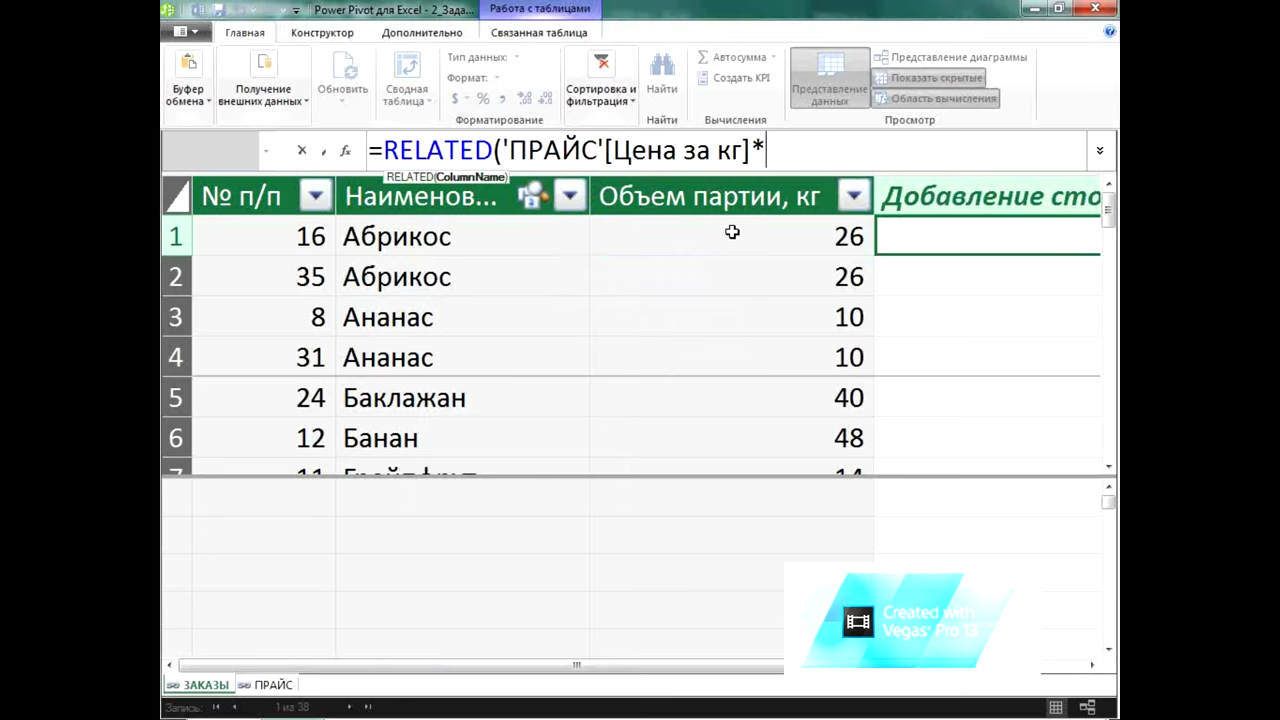 Power Pivot для Excel - 2_Зада...
Работа с таблицами
Главная
Конструктор
Дополнительно
Связанная таблица
Буфер обмена
Получение внешних данных
Обновить
Сводная таблица
Тип данных:
Формат:
$ %
Форматирование
Сортировка и фильтрация
Найти
Найти
Автосумма
Создать KPI
Вычисления
Представление данных
Представление диаграммы
Показать скрытые
Область вычисления
Просмотр
fx =RELATED('ПРАЙС'[Цена за кг]*
RELATED(ColumnName)
№ п/п Наименов... Объем партии, кг Добавление сто
1 16 Абрикос 26
2 35 Абрикос 26
3 8 Ананас 10
4 31 Ананас 10
5 24 Баклажан 40
6 12 Банан 48
7 11 14
Created with
Vegas Pro 13
ЗАКАЗЫ ПРАЙС
Запись: 1 из 38